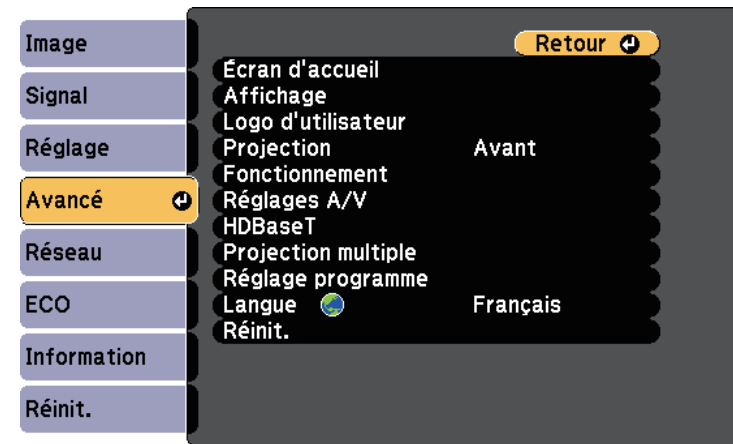 Image
Signal
Réglage
Avancé
Réseau
ECO
Information
Réinit.
Retour
Écran d'accueil
Affichage
Logo d'utilisateur
Projection Avant
Fonctionnement
Réglages A/V
HDBaseT
Projection multiple
Réglage programme
Langue Français
Réinit.